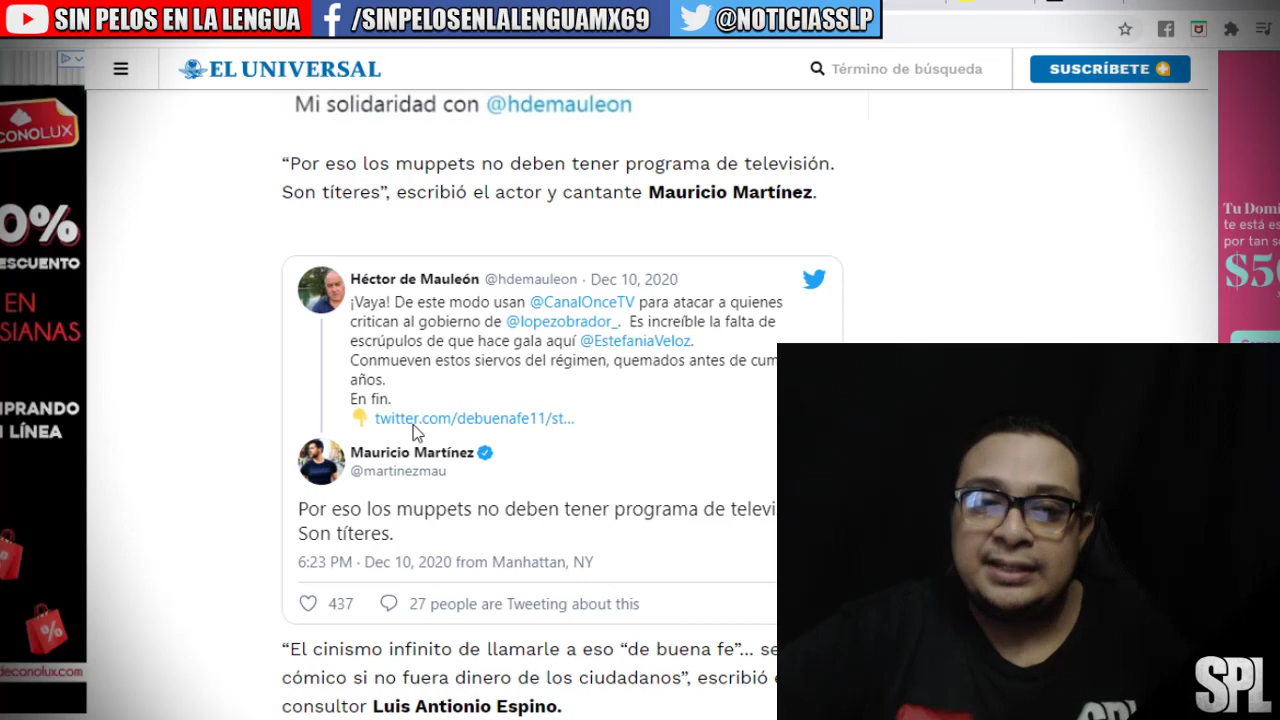 SIN PELOS EN LA LENGUA /SINPELOSENLALENGUAMX69 @NOTICIASSLP
EL UNIVERSAL
Término de búsqueda
SUSCRÍBETE
Mi solidaridad con @hdemauleon
“Por eso los muppets no deben tener programa de televisión.
Son títeres”, escribió el actor y cantante Mauricio Martínez.
Héctor de Mauleón @hdemauleon · Dec 10, 2020
¡Vaya! De este modo usan @CanalOnceTV para atacar a quienes
critican al gobierno de @lopezobrador_. Es increíble la falta de
escrúpulos de que hace gala aquí @EstefaniaVeloz.
Conmueven estos siervos del régimen, quemados antes de cum
años.
En fin.
twitter.com/debuenafe11/st...
Mauricio Martínez
@martinezmau
Por eso los muppets no deben tener programa de televi
Son títeres.
6:23 PM · Dec 10, 2020 from Manhattan, NY
437 27 people are Tweeting about this
“El cinismo infinito de llamarle a eso “de buena fe”... se
cómico si no fuera dinero de los ciudadanos”, escribió e
consultor Luis Antonio Espino.
CONOLUX
0%
ESCUENTO
EN
SIANAS
MPRANDO
N LÍNEA
deconolux.com
Tu Domi
te está es
por tan s
$50
SPL